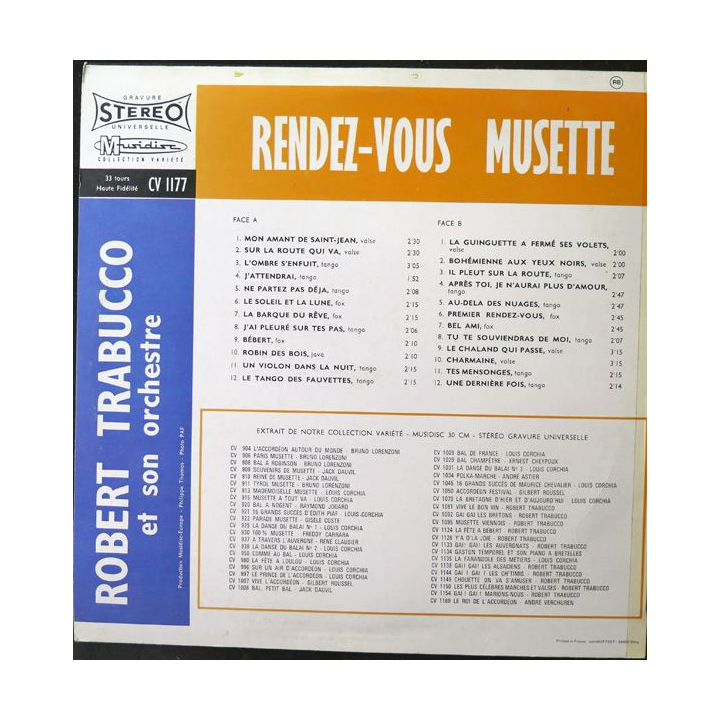 GRAVURE
STEREO
UNIVERSELLE
Musidisc
COLLECTION VARIÉTÉ
33 tours
Haute Fidélité
CV 1177
RB
RENDEZ-VOUS MUSETTE
ROBERT TRABUCCO
et son orchestre
Production Musidisc-Europe - Philippe Thomas - Photo PAF
FACE A
1. MON AMANT DE SAINT-JEAN, valse 2'30
2. SUR LA ROUTE QUI VA, valse 2'30
3. L'OMBRE S'ENFUIT, tango 3'05
4. J'ATTENDRAI, tango 1'52
5. NE PARTEZ PAS DÉJA, tango 2'08
6. LE SOLEIL ET LA LUNE, fox 2'15
7. LA BARQUE DU RÊVE, fox 2'15
8. J'AI PLEURÉ SUR TES PAS, tango 2'06
9. BÉBERT, fox 2'10
10. ROBIN DES BOIS, java 2'10
11. UN VIOLON DANS LA NUIT, tango 2'15
12. LE TANGO DES FAUVETTES, tango 2'15
FACE B
1. LA GUINGUETTE A FERMÉ SES VOLETS,
valse 2'00
2. BOHÉMIENNE AUX YEUX NOIRS, valse 2'00
3. IL PLEUT SUR LA ROUTE, tango 2'07
4. APRÈS TOI, JE N'AURAI PLUS D'AMOUR,
tango 2'47
5. AU-DELA DES NUAGES, tango 2'47
6. PREMIER RENDEZ-VOUS, fox 2'45
7. BEL AMI, fox 2'45
8. TU TE SOUVIENDRAS DE MOI, tango 2'07
9. LE CHALAND QUI PASSE, valse 3'15
10. CHARMAINE, valse 3'15
11. TES MENSONGES, valse 3'15
12. UNE DERNIÈRE FOIS, tango 2'14
EXTRAIT DE NOTRE COLLECTION VARIÉTÉ - MUSIDISC 30 CM - STÉRÉO GRAVURE UNIVERSELLE
CV 904 L'ACCORDÉON AUTOUR DU MONDE - BRUNO LORENZONI
CV 906 PARIS MUSETTE - BRUNO LORENZONI
CV 908 BAL A ROBINSON - BRUNO LORENZONI
CV 909 SOUVENIRS DE MUSETTE - JACK DAUVIL
CV 910 REINE DE MUSETTE - JACK DAUVIL
CV 911 TYROL MUSETTE - BRUNO LORENZONI
CV 913 MADEMOISELLE MUSETTE - LOUIS CORCHIA
CV 915 MUSETTE A TOUT VA - LOUIS CORCHIA
CV 920 BAL A NOGENT - RAYMOND JOGARD
CV 921 16 GRANDS SUCCÈS D'ÉDITH PIAF - LOUIS CORCHIA
CV 922 PARADE MUSETTE - GISELE COSTE
CV 926 LA DANSE DU BALAI N° 1 - LOUIS CORCHIA
CV 930 100 % MUSETTE - FREDDY CARRARA
CV 937 A TRAVERS L'AUVERGNE - RENÉ CLAUSIER
CV 938 LA DANSE DU BALAI N° 2 - LOUIS CORCHIA
CV 950 COMME AU BAL - LOUIS CORCHIA
CV 980 LA FÊTE A LOULOU - LOUIS CORCHIA
CV 996 SUR UN AIR D'ACCORDÉON - LOUIS CORCHIA
CV 997 LE PRINCE DE L'ACCORDÉON - LOUIS CORCHIA
CV 1007 VIVE L'ACCORDÉON - GILBERT ROUSSEL
CV 1008 BAL, PETIT BAL - JACK DAUVIL
CV 1009 BAL DE FRANCE - LOUIS CORCHIA
CV 1029 BAL CHAMPÊTRE - ERNEST CHEYPOUX
CV 1031 LA DANSE DU BALAI N° 3 - LOUIS CORCHIA
CV 1034 POLKA-MARCHE - ANDRÉ ASTIER
CV 1045 16 GRANDS SUCCÈS DE MAURICE CHEVALIER - LOUIS CORCHIA
CV 1050 ACCORDÉON FESTIVAL - GILBERT ROUSSEL
CV 1070 LA BRETAGNE D'HIER ET D'AUJOURD'HUI - LOUIS CORCHIA
CV 1091 VIVE LE BON VIN - ROBERT TRABUCCO
CV 1092 GAI GAI LES BRETONS - ROBERT TRABUCCO
CV 1095 MUSETTE VIENNOIS - ROBERT TRABUCCO
CV 1124 LA FÊTE A BÉBERT - ROBERT TRABUCCO
CV 1126 Y'A D'LA JOIE - ROBERT TRABUCCO
CV 1133 GAI! GAI! LES AUVERGNATS - ROBERT TRABUCCO
CV 1134 GASTON TEMPOREL ET SON PIANO A BRETELLES
CV 1135 LA FARANDOLE DES MÉTIERS - LOUIS CORCHIA
CV 1138 GAI! GAI! LES ALSACIENS - ROBERT TRABUCCO
CV 1144 GAI ! GAI ! LES CH'TIMIS - ROBERT TRABUCCO
CV 1149 CHOUETTE ON VA S'AMUSER - ROBERT TRABUCCO
CV 1150 LES PLUS CÉLÈBRES MARCHES ET VALSES - ROBERT TRABUCCO
CV 1154 GAI ! GAI ! MARIONS-NOUS - ROBERT TRABUCCO
CV 1169 LE ROI DE L'ACCORDÉON - ANDRÉ VERCHUREN
Printed in France